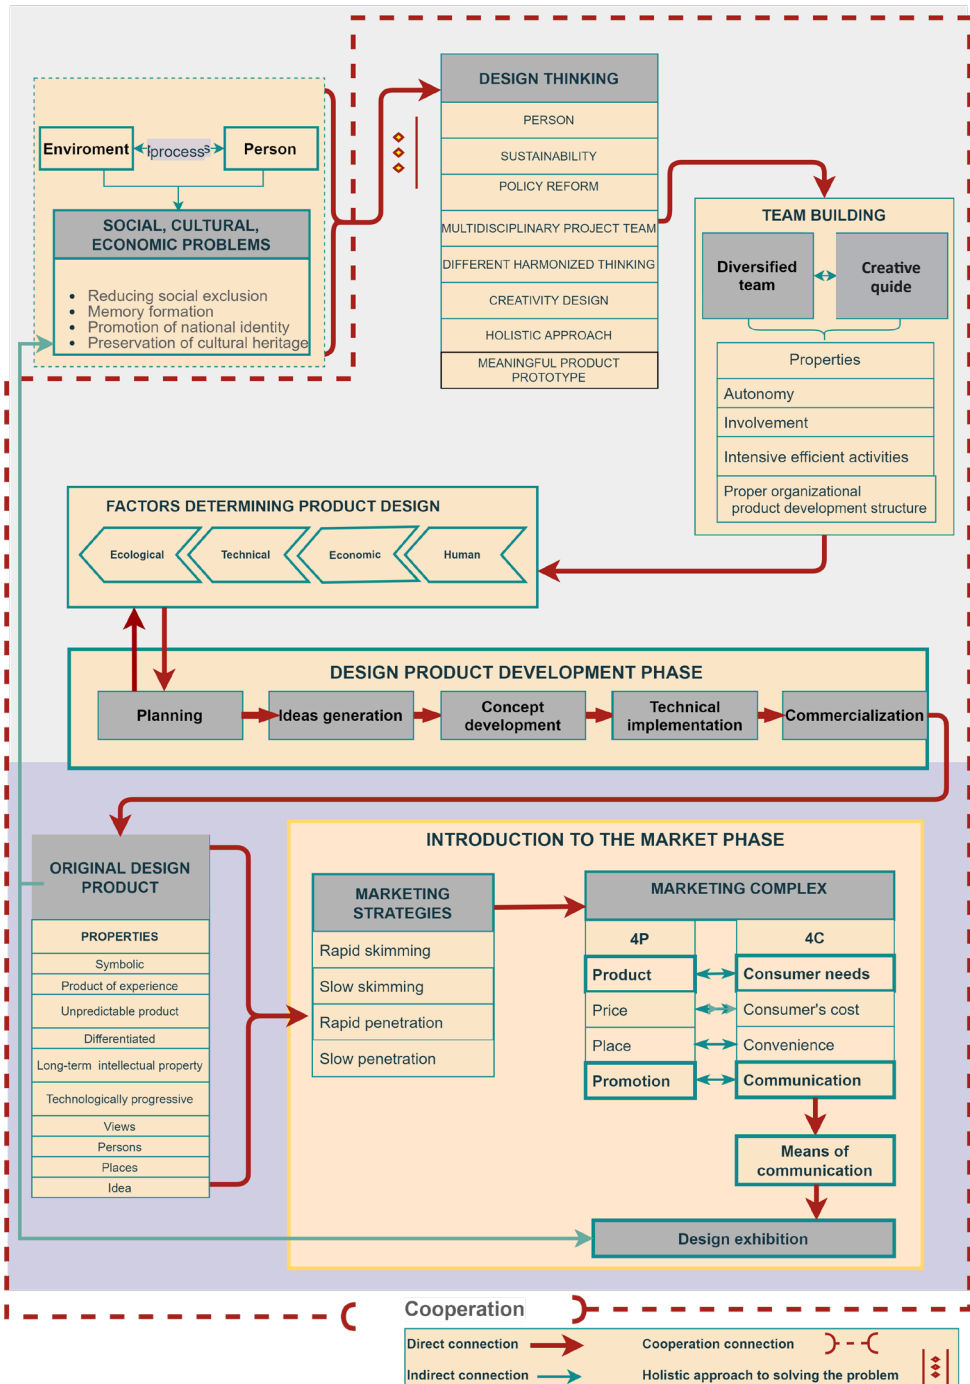 DESIGN THINKING
PERSON
SUSTAINABILITY
POLICY REFORM
MULTIDISCIPLINARY PROJECT TEAM
DIFFERENT HARMONIZED THINKING
CREATIVITY DESIGN
HOLISTIC APPROACH
MEANINGFUL PRODUCT
PROTOTYPE
Enviroment
process
Person
SOCIAL, CULTURAL,
ECONOMIC PROBLEMS
• Reducing social exclusion
• Memory formation
• Promotion of national identity
• Preservation of cultural heritage
TEAM BUILDING
Diversified
team
Creative
quide
Properties
Autonomy
Involvement
Intensive efficient activities
Proper organizational
product development structure
FACTORS DETERMINING PRODUCT DESIGN
Ecological
Technical
Economic
Human
DESIGN PRODUCT DEVELOPMENT PHASE
Planning
Ideas generation
Concept
development
Technical
implementation
Commercialization
ORIGINAL DESIGN
PRODUCT
PROPERTIES
Symbolic
Product of experience
Unpredictable product
Differentiated
Long-term intellectual property
Technologically progressive
Views
Persons
Places
Idea
INTRODUCTION TO THE MARKET PHASE
MARKETING
STRATEGIES
Rapid skimming
Slow skimming
Rapid penetration
Slow penetration
MARKETING COMPLEX
4P 4C
Product Consumer needs
Price Consumer's cost
Place Convenience
Promotion Communication
Means of
communication
Design exhibition
Cooperation
Direct connection
Cooperation connection
Indirect connection
Holistic approach to solving the problem